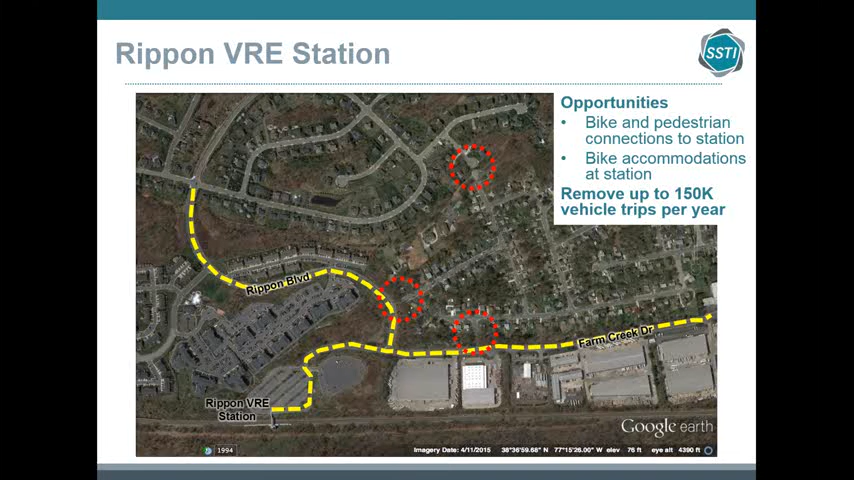 Rippon VRE Station
SSTI
Opportunities
• Bike and pedestrian
connections to station
• Bike accommodations
at station
Remove up to 150K
vehicle trips per year
Rippon Blvd
Farm Creek Dr
Rippon VRE
Station
Google earth
1994
Imagery Date: 4/11/2015 38°36'59.68" N 77°15'26.00" W elev 76 ft eye alt 4390 ft